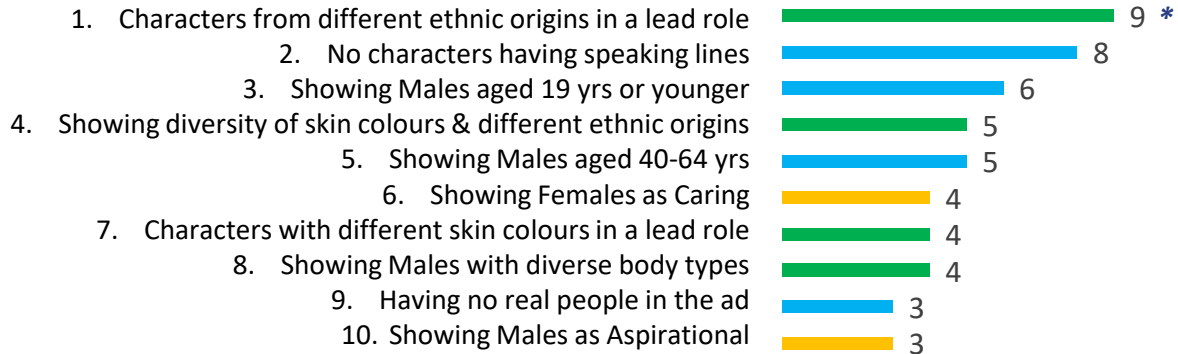 1. Characters from different ethnic origins in a lead role 9 *
2. No characters having speaking lines 8
3. Showing Males aged 19 yrs or younger 6
4. Showing diversity of skin colours & different ethnic origins 5
5. Showing Males aged 40-64 yrs 5
6. Showing Females as Caring 4
7. Characters with different skin colours in a lead role 4
8. Showing Males with diverse body types 4
9. Having no real people in the ad 3
10. Showing Males as Aspirational 3